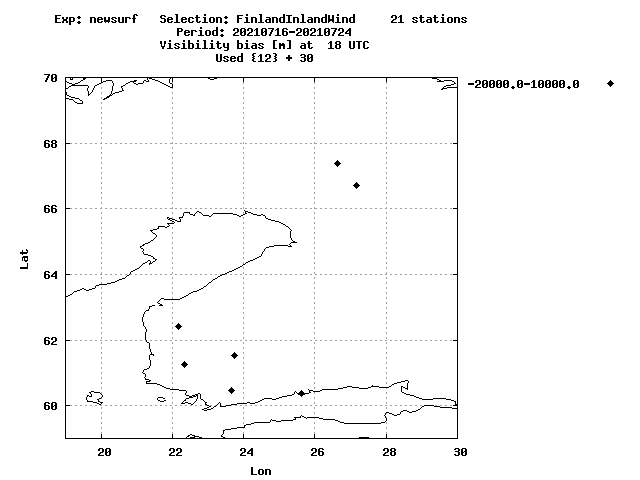 Exp: newsurf   Selection: FinlandInlandWind     21 stations
Period: 20210716-20210724
Visibility bias [m] at  18 UTC
Used {12} + 30
-20000.0-10000.0
70
68
66
64
62
60
Lat
20 22 24 26 28 30
Lon